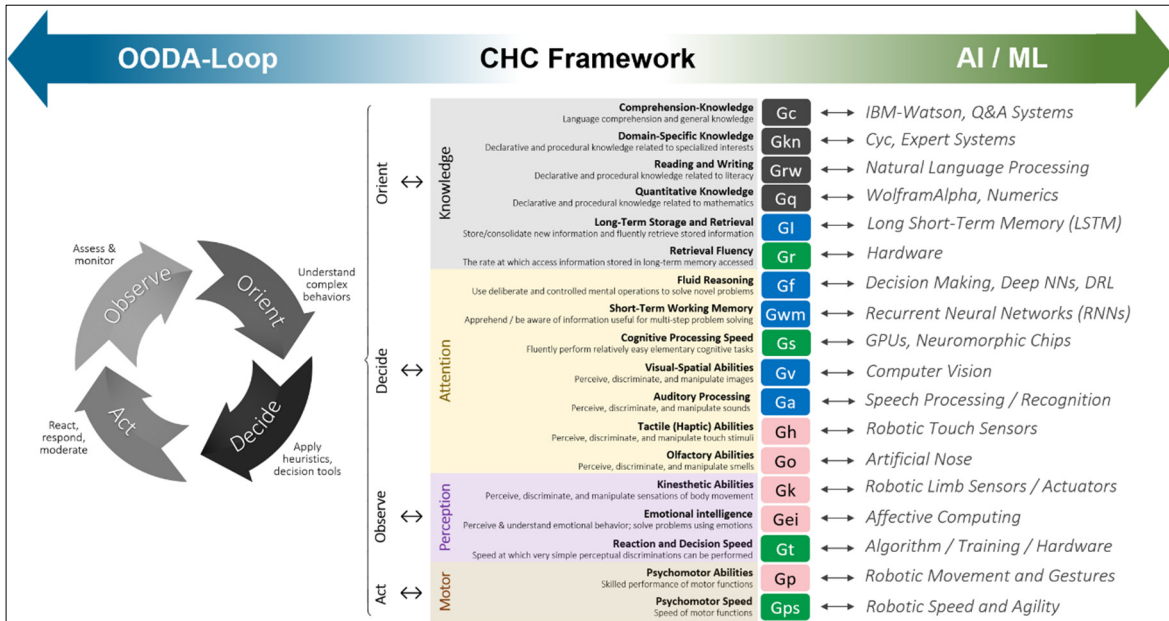 OODA-Loop
CHC Framework
AI / ML
Assess &
monitor
Observe
Orient
Understand
complex
behaviors
Act
Decide
React,
respond,
moderate
Apply
heuristics,
decision tools
Orient
Decide
Observe
Act
Knowledge
Attention
Perception
Motor
Comprehension-Knowledge
Language comprehension and general knowledge
Gc
IBM-Watson, Q&A Systems
Domain-Specific Knowledge
Declarative and procedural knowledge related to specialized interests
Gkn
Cyc, Expert Systems
Reading and Writing
Declarative and procedural knowledge related to literacy
Grw
Natural Language Processing
Quantitative Knowledge
Declarative and procedural knowledge related to mathematics
Gq
WolframAlpha, Numerics
Long-Term Storage and Retrieval
Store/consolidate new information and fluently retrieve stored information
Gl
Long Short-Term Memory (LSTM)
Retrieval Fluency
The rate at which access information stored in long-term memory accessed
Gr
Hardware
Fluid Reasoning
Use deliberate and controlled mental operations to solve novel problems
Gf
Decision Making, Deep NNs, DRL
Short-Term Working Memory
Apprehend / be aware of information useful for multi-step problem solving
Gwm
Recurrent Neural Networks (RNNs)
Cognitive Processing Speed
Fluently perform relatively easy elementary cognitive tasks
Gs
GPUs, Neuromorphic Chips
Visual-Spatial Abilities
Perceive, discriminate, and manipulate images
Gv
Computer Vision
Auditory Processing
Perceive, discriminate, and manipulate sounds
Ga
Speech Processing / Recognition
Tactile (Haptic) Abilities
Perceive, discriminate, and manipulate touch stimuli
Gh
Robotic Touch Sensors
Olfactory Abilities
Perceive, discriminate, and manipulate smells
Go
Artificial Nose
Kinesthetic Abilities
Perceive, discriminate, and manipulate sensations of body movement
Gk
Robotic Limb Sensors / Actuators
Emotional intelligence
Perceive & understand emotional behavior; solve problems using emotions
Gei
Affective Computing
Reaction and Decision Speed
Speed at which very simple perceptual discriminations can be performed
Gt
Algorithm / Training / Hardware
Psychomotor Abilities
Skilled performance of motor functions
Gp
Robotic Movement and Gestures
Psychomotor Speed
Speed of motor functions
Gps
Robotic Speed and Agility